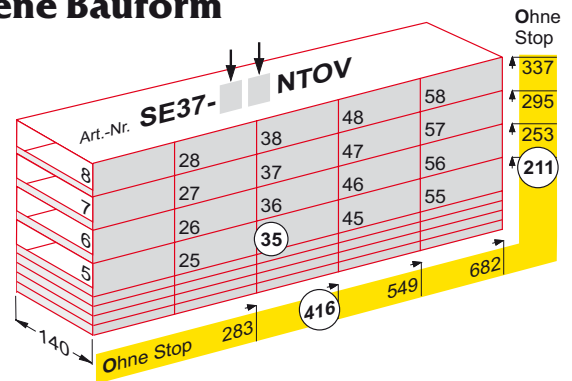 ene Bauform
Ohne
Stop
Art.-Nr. SE37- NTOV
337
295
253
211
8 28 38 48 58
7 27 37 47 57
6 26 36 46 56
5 25 35 45 55
140
Ohne Stop 283 416 549 682